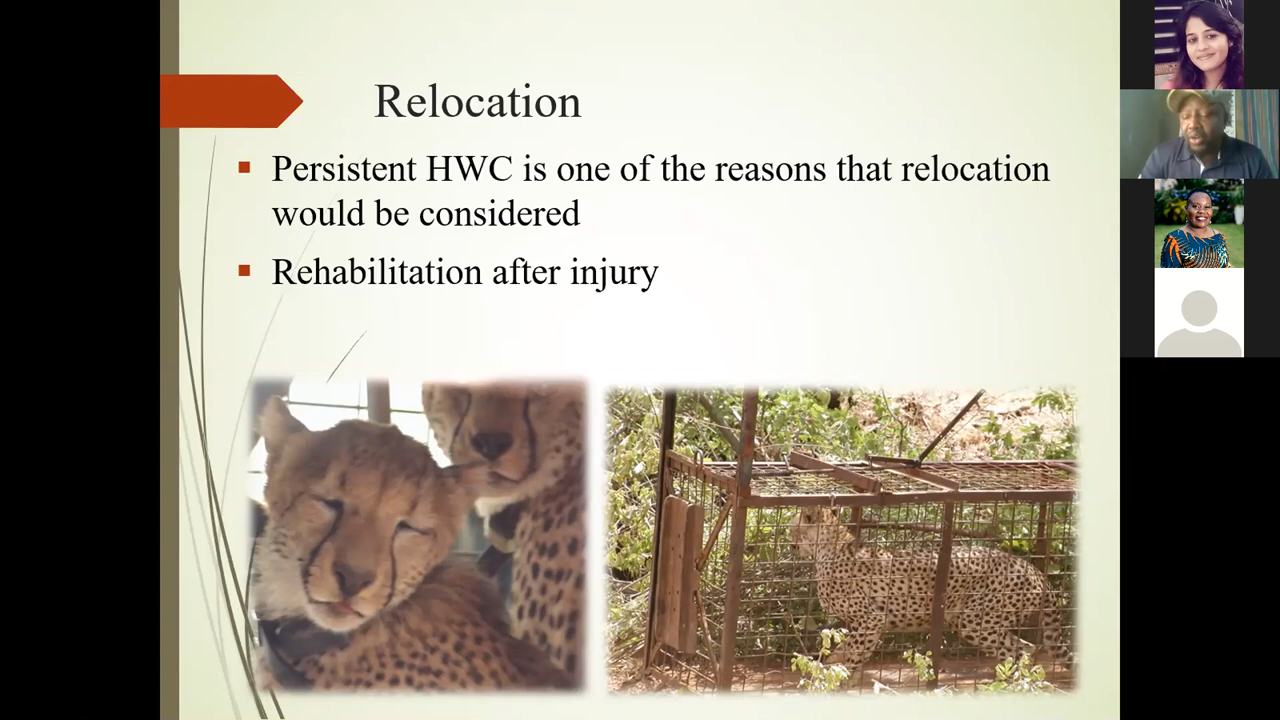 Relocation
Persistent HWC is one of the reasons that relocation
would be considered
Rehabilitation after injury